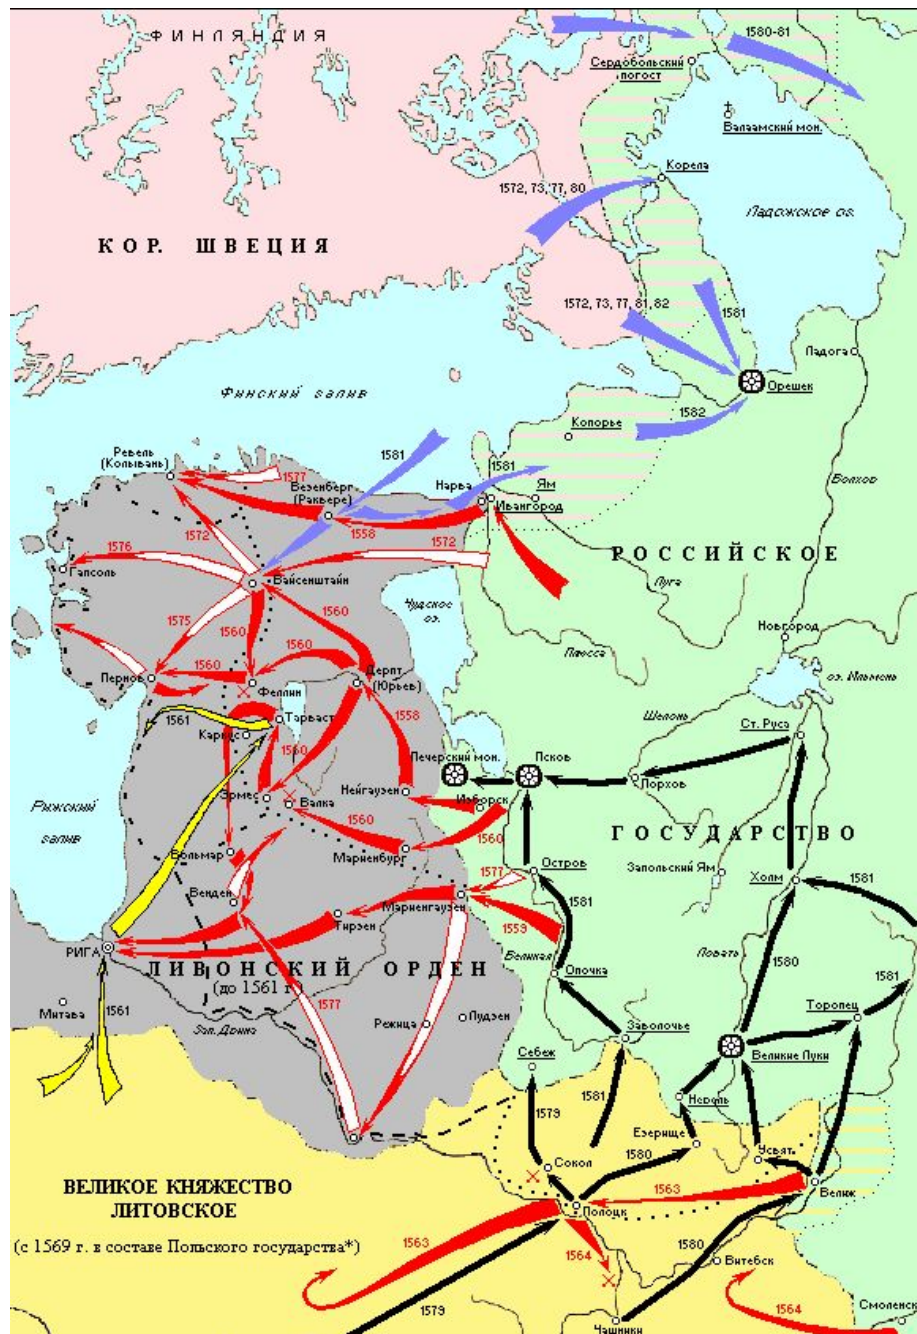 ФИНЛЯНДИЯ
1580-81
Сердобольский
погост
Валаамский мон.
Корела
1572, 73, 77, 80
Ладожское оз.
КОР. ШВЕЦИЯ
1572, 73, 77, 81, 82
1581
Ладога
Финский залив
Орешек
1582
Копорье
Ревель
(Колывань)
1577
1581
Везенберг
(Раквере)
Нарва
1581
Ям
Ивангород
Волхов
1558
1572
1572
1576
РОССИЙСКОЕ
Гапсоль
Вайсенштайн
Чудское
оз.
Луга
1575
1560
1560
Новгород
Плюсса
1560
Пернов
Дерпт
(Юрьев)
оз. Ильмень
Феллин
Тарваст
1561
1558
Шелонь
Ст. Руса
Каркус
1560
Печерский мон.
Псков
Нейгаузен
Порхов
Эрмес
Валка
Изборск
Рижский
залив
1560
1560
ГОСУДАРСТВО
Вольмар
Мариенбург
Остров
Запольский Ям
1577
Холм
1581
Венден
Мариенгаузен
1581
Тирзен
1559
РИГА
Великая
Ловать
ЛИВОНСКИЙ ОРДЕН
(до 1561 г.)
Опочка
1580
1581
1577
Митава
1561
Зап. Двина
Режица
Лудзен
Торопец
Заволочье
Себеж
Великие Луки
1579
1581
Невель
Езерище
1580
Усвят.
Сокол
ВЕЛИКОЕ КНЯЖЕСТВО
ЛИТОВСКОЕ
1563
Велиж
Полоцк
(с 1569 г. в составе Польского государства*)
1563
1564
1580
Витебск
1579
1564
Смоленск
Чашники